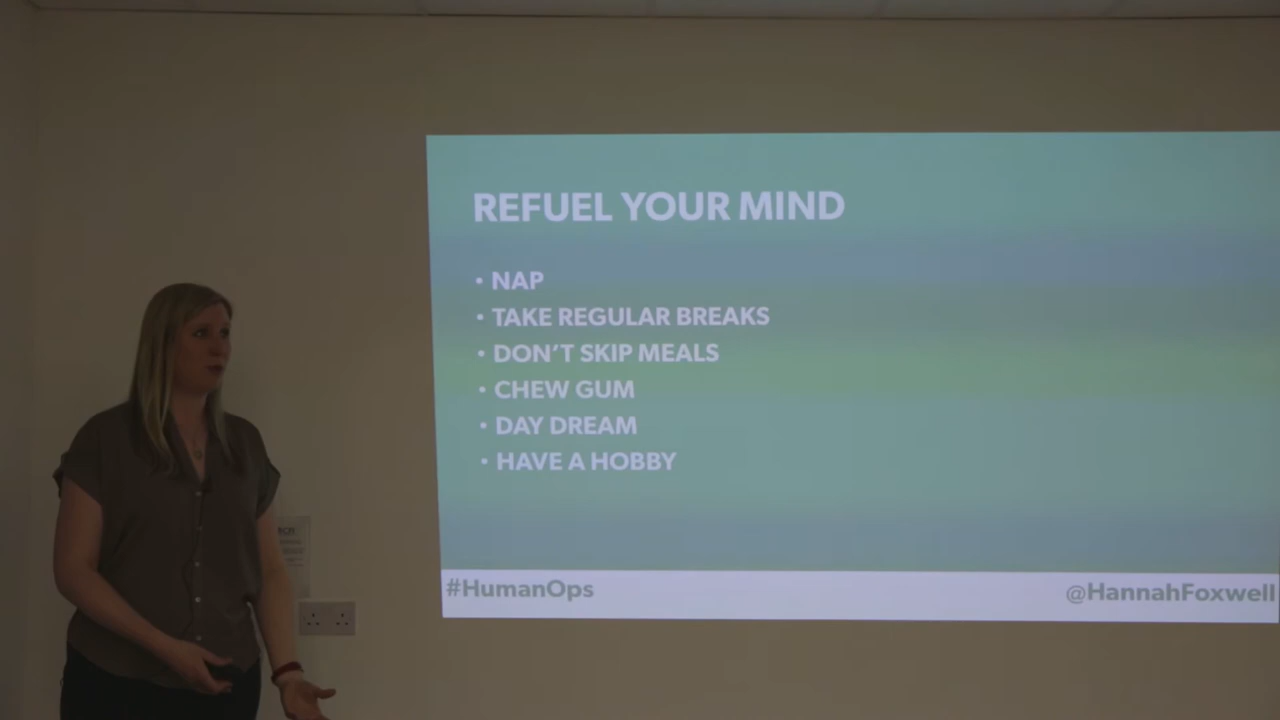 REFUEL YOUR MIND
• NAP
• TAKE REGULAR BREAKS
• DON'T SKIP MEALS
• CHEW GUM
• DAY DREAM
• HAVE A HOBBY
#HumanOps
@HannahFoxwell